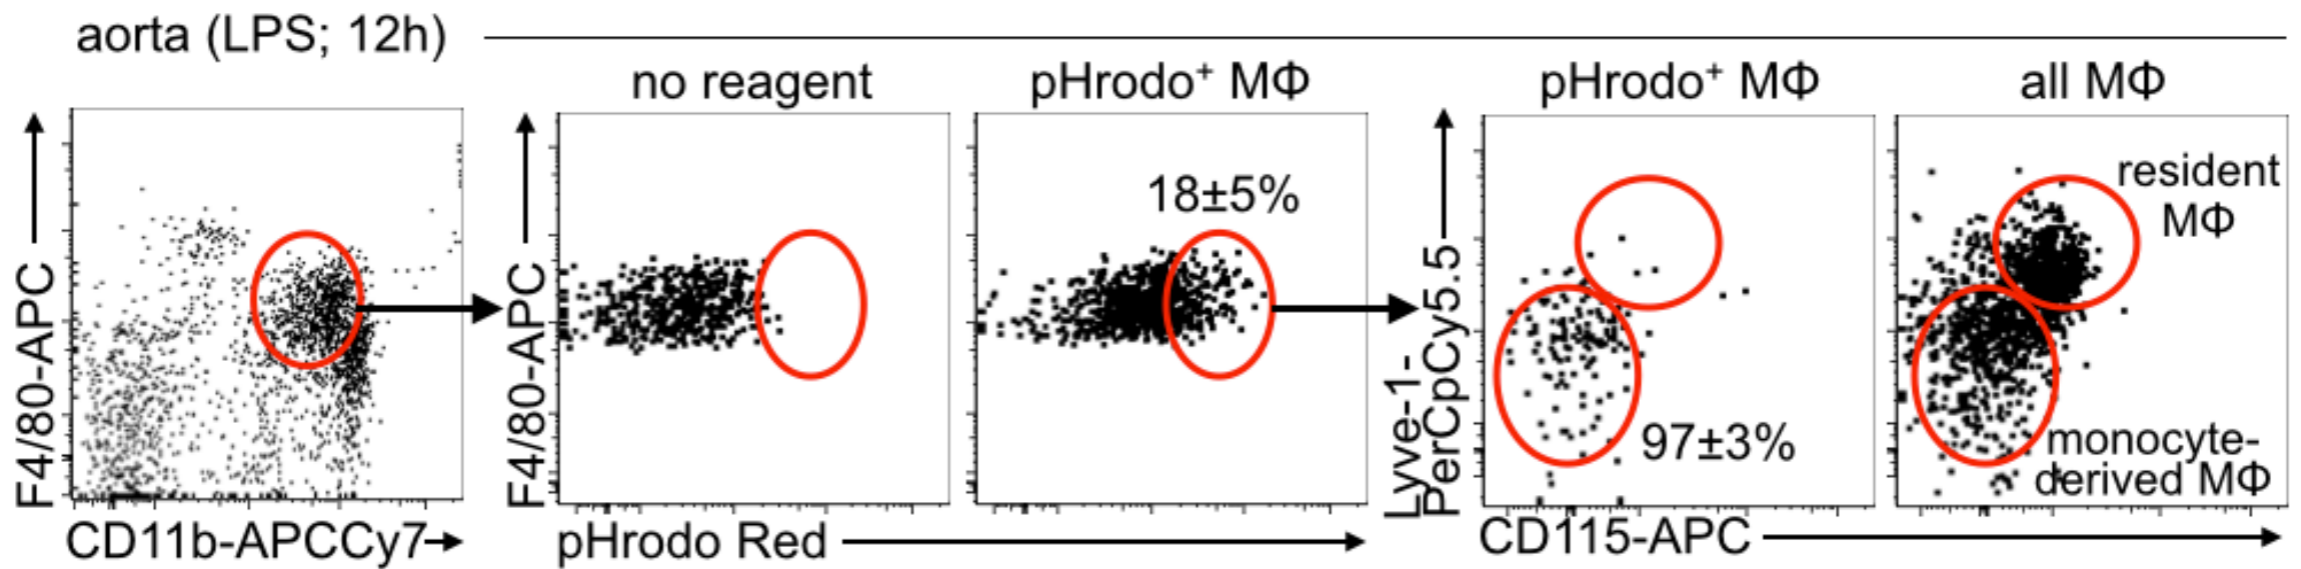 aorta (LPS; 12h)
no reagent
pHrodo⁺ MΦ
pHrodo⁺ MΦ
all MΦ
F4/80-APC
CD11b-APCCy7
F4/80-APC
18±5%
pHrodo Red
Lyve-1-
PerCpCy5.5
97±3%
resident
MΦ
monocyte-
derived MΦ
CD115-APC